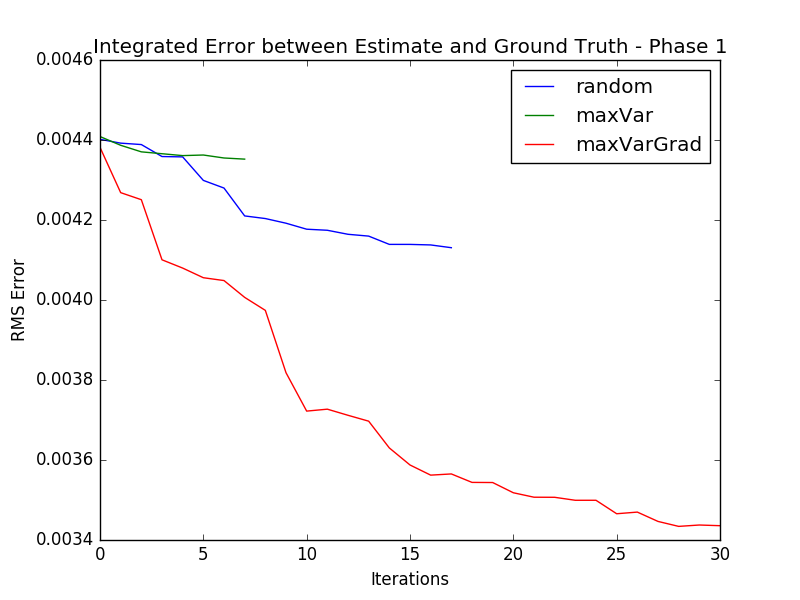 Integrated Error between Estimate and Ground Truth - Phase 1
0.0046
0.0044
0.0042
0.0040
0.0038
0.0036
0.0034
RMS Error
random
maxVar
maxVarGrad
0 5 10 15 20 25 30
Iterations